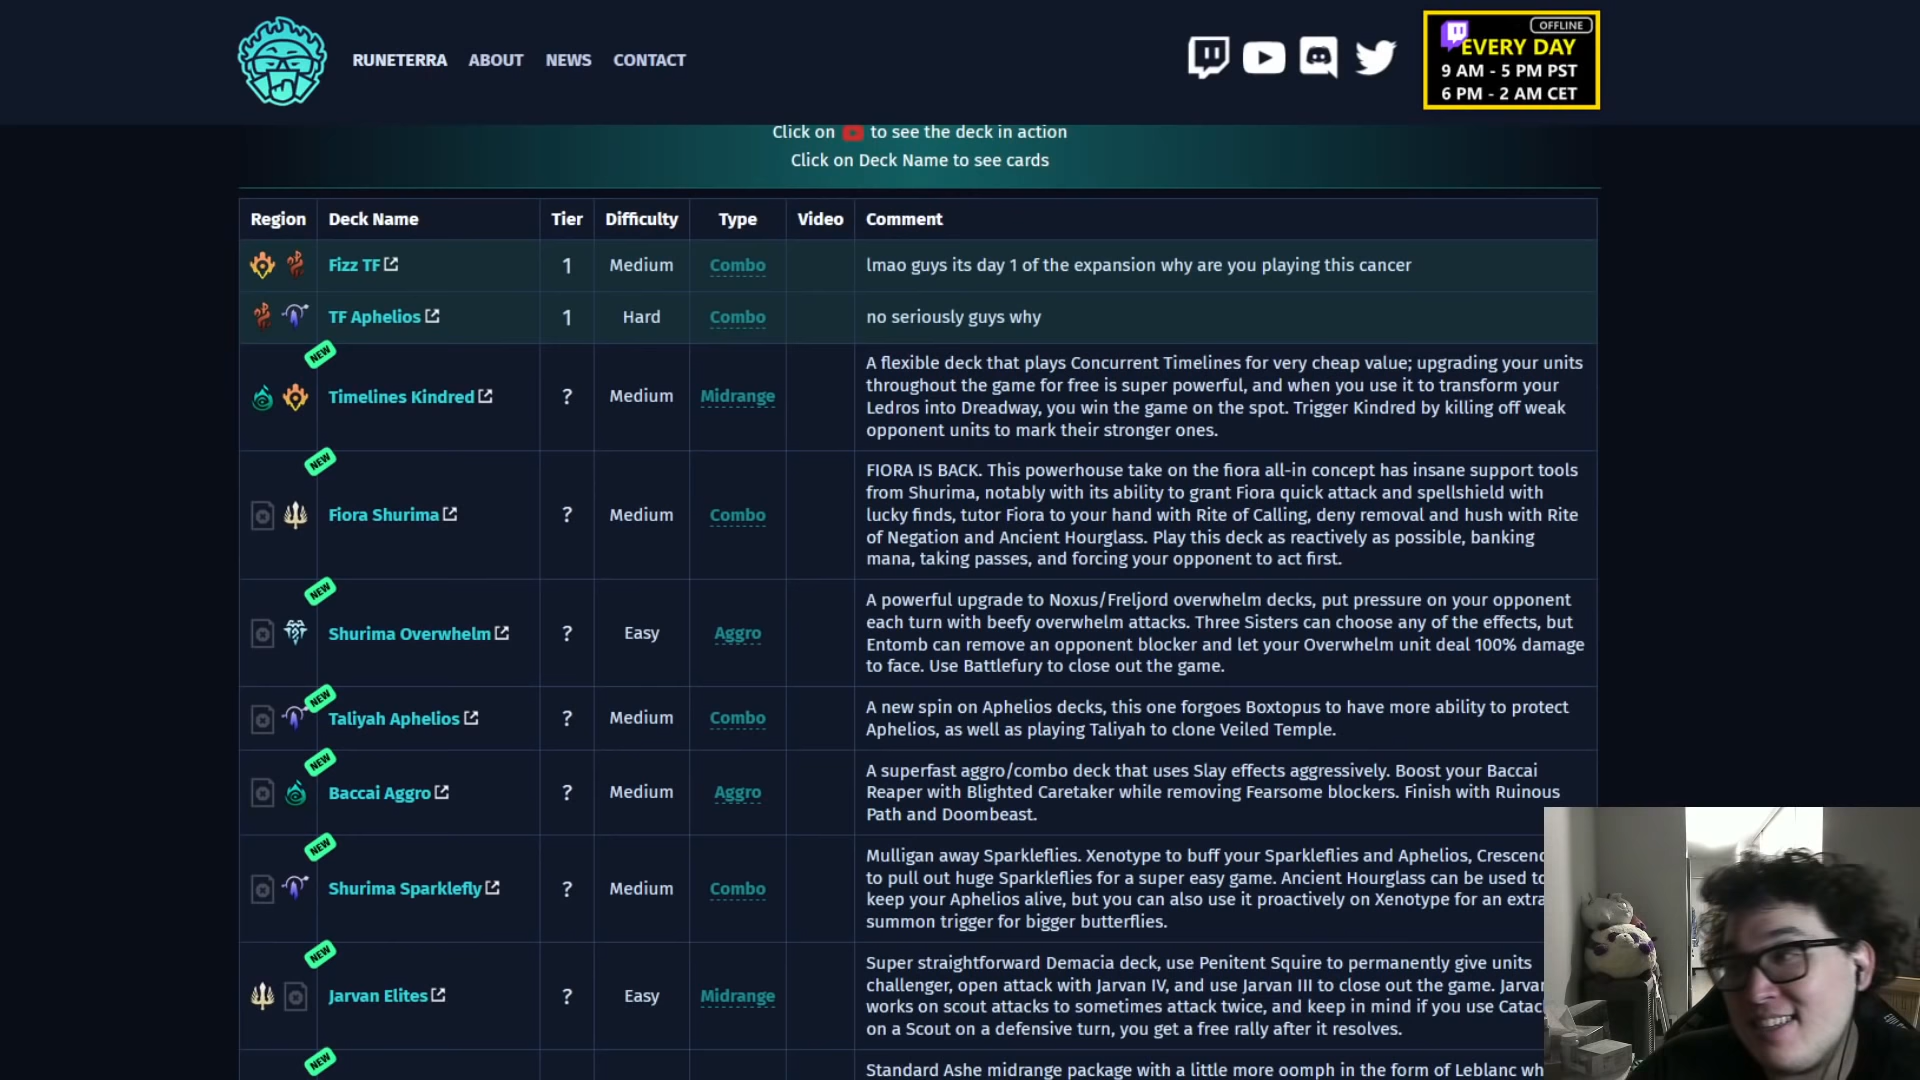 RUNETERRA ABOUT NEWS CONTACT
OFFLINE
EVERY DAY
9 AM - 5 PM PST
6 PM - 2 AM CET
Click on to see the deck in action
Click on Deck Name to see cards
Region Deck Name Tier Difficulty Type Video Comment
Fizz TF 1 Medium Combo lmao guys its day 1 of the expansion why are you playing this cancer
TF Aphelios 1 Hard Combo no seriously guys why
NEW
Timelines Kindred ? Medium Midrange
A flexible deck that plays Concurrent Timelines for very cheap value; upgrading your units
throughout the game for free is super powerful, and when you use it to transform your
Ledros into Dreadway, you win the game on the spot. Trigger Kindred by killing off weak
opponent units to mark their stronger ones.
NEW
Fiora Shurima ? Medium Combo
FIORA IS BACK. This powerhouse take on the fiora all-in concept has insane support tools
from Shurima, notably with its ability to grant Fiora quick attack and spellshield with
lucky finds, tutor Fiora to your hand with Rite of Calling, deny removal and hush with Rite
of Negation and Ancient Hourglass. Play this deck as reactively as possible, banking
mana, taking passes, and forcing your opponent to act first.
NEW
Shurima Overwhelm ? Easy Aggro
A powerful upgrade to Noxus/Freljord overwhelm decks, put pressure on your opponent
each turn with beefy overwhelm attacks. Three Sisters can choose any of the effects, but
Entomb can remove an opponent blocker and let your Overwhelm unit deal 100% damage
to face. Use Battlefury to close out the game.
NEW
Taliyah Aphelios ? Medium Combo
A new spin on Aphelios decks, this one forgoes Boxtopus to have more ability to protect
Aphelios, as well as playing Taliyah to clone Veiled Temple.
NEW
Baccai Aggro ? Medium Aggro
A superfast aggro/combo deck that uses Slay effects aggressively. Boost your Baccai
Reaper with Blighted Caretaker while removing Fearsome blockers. Finish with Ruinous
Path and Doombeast.
NEW
Shurima Sparklefly ? Medium Combo
Mulligan away Sparkleflies. Xenotype to buff your Sparkleflies and Aphelios, Crescend
to pull out huge Sparkleflies for a super easy game. Ancient Hourglass can be used to
keep your Aphelios alive, but you can also use it proactively on Xenotype for an extra
summon trigger for bigger butterflies.
NEW
Jarvan Elites ? Easy Midrange
Super straightforward Demacia deck, use Penitent Squire to permanently give units
challenger, open attack with Jarvan IV, and use Jarvan III to close out the game. Jarvan
works on scout attacks to sometimes attack twice, and keep in mind if you use Catac
on a Scout on a defensive turn, you get a free rally after it resolves.
NEW
Standard Ashe midrange package with a little more oomph in the form of Leblanc wh